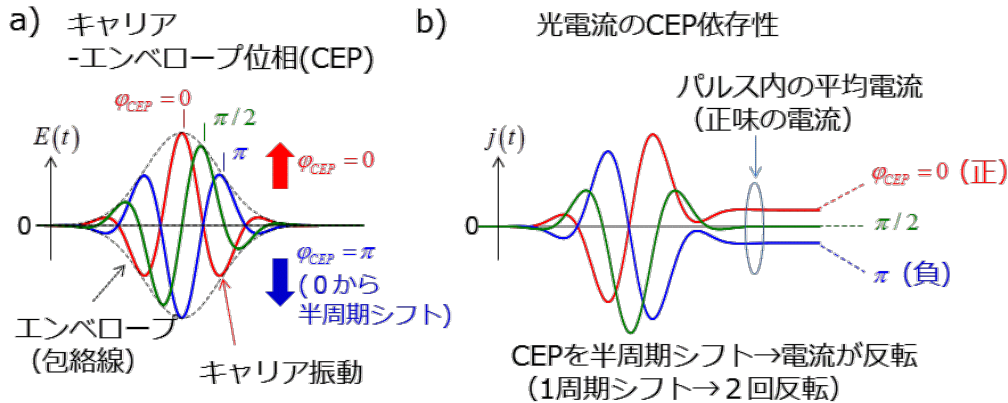 a) キャリア
-エンベロープ位相(CEP)
φCEP = 0
π / 2
π
E(t)
φCEP = 0
0
φCEP = π
(０から
半周期シフト)
エンベロープ
(包絡線)
キャリア振動
b) 光電流のCEP依存性
パルス内の平均電流
（正味の電流）
j(t)
φCEP = 0 (正)
0
π / 2
π (負)
CEPを半周期シフト→電流が反転
（1周期シフト→２回反転）